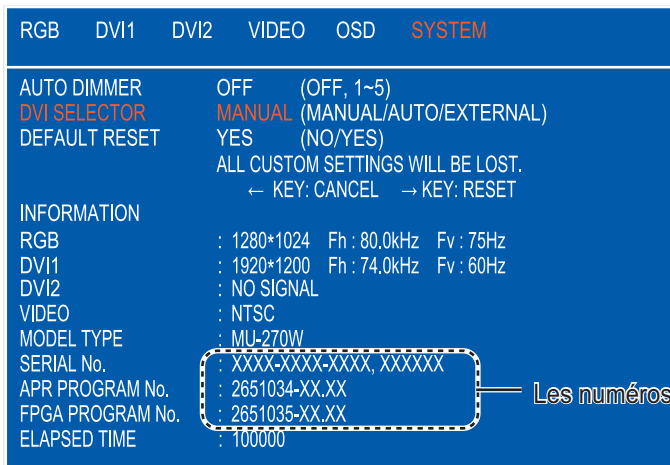 RGB DVI1 DVI2 VIDEO OSD SYSTEM
AUTO DIMMER OFF (OFF, 1~5)
DVI SELECTOR MANUAL (MANUAL/AUTO/EXTERNAL)
DEFAULT RESET YES (NO/YES)
ALL CUSTOM SETTINGS WILL BE LOST.
← KEY: CANCEL → KEY: RESET
INFORMATION
RGB : 1280*1024 Fh : 80.0kHz Fv : 75Hz
DVI1 : 1920*1200 Fh : 74.0kHz Fv : 60Hz
DVI2 : NO SIGNAL
VIDEO : NTSC
MODEL TYPE : MU-270W
SERIAL No. : XXXX-XXXX-XXXX, XXXXXX
APR PROGRAM No. : 2651034-XX.XX
FPGA PROGRAM No. : 2651035-XX.XX
ELAPSED TIME : 100000
Les numéros